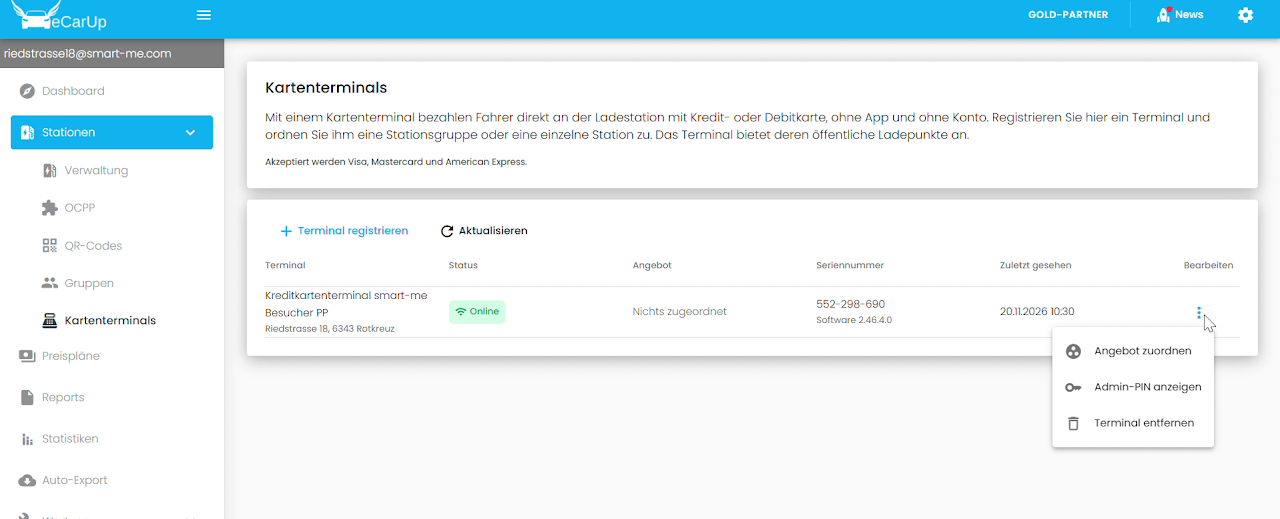 eCarUp
GOLD-PARTNER
News
riedstrasse18@smart-me.com
Dashboard
Stationen
Verwaltung
OCPP
QR-Codes
Gruppen
Kartenterminals
Preispläne
Reports
Statistiken
Auto-Export
Kartenterminals
Mit einem Kartenterminal bezahlen Fahrer direkt an der Ladestation mit Kredit- oder Debitkarte, ohne App und ohne Konto. Registrieren Sie hier ein Terminal und
ordnen Sie ihm eine Stationsgruppe oder eine einzelne Station zu. Das Terminal bietet deren öffentliche Ladepunkte an.
Akzeptiert werden Visa, Mastercard und American Express.
Terminal registrieren
Aktualisieren
Terminal Status Angebot Seriennummer Zuletzt gesehen Bearbeiten
Kreditkartenterminal smart-me
Besucher PP
Riedstrasse 18, 6343 Rotkreuz
Online
Nichts zugeordnet
552-298-690
Software 2.46.4.0
20.11.2026 10:30
Angebot zuordnen
Admin-PIN anzeigen
Terminal entfernen